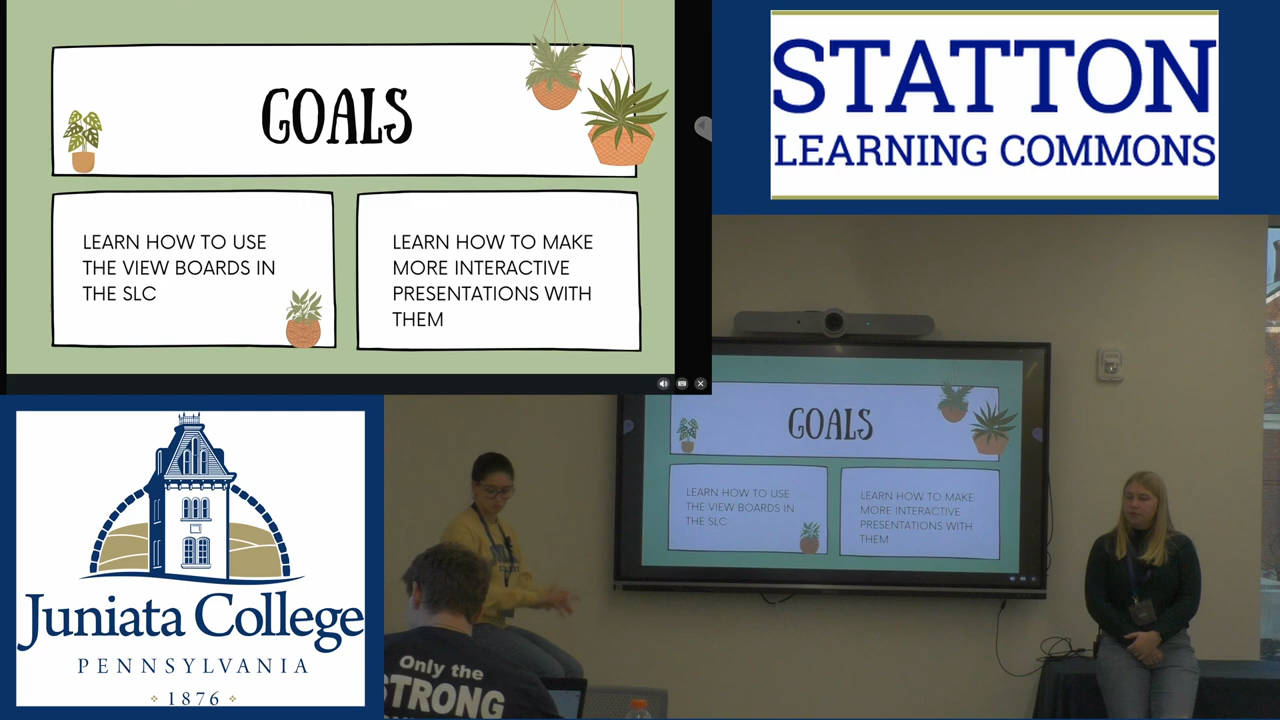 GOALS
LEARN HOW TO USE
THE VIEW BOARDS IN
THE SLC
LEARN HOW TO MAKE
MORE INTERACTIVE
PRESENTATIONS WITH
THEM
STATTON
LEARNING COMMONS
GOALS
LEARN HOW TO USE
THE VIEW BOARDS IN
THE SLC
LEARN HOW TO MAKE
MORE INTERACTIVE
PRESENTATIONS WITH
THEM
Juniata College
PENNSYLVANIA
1876
Only the
STRONG